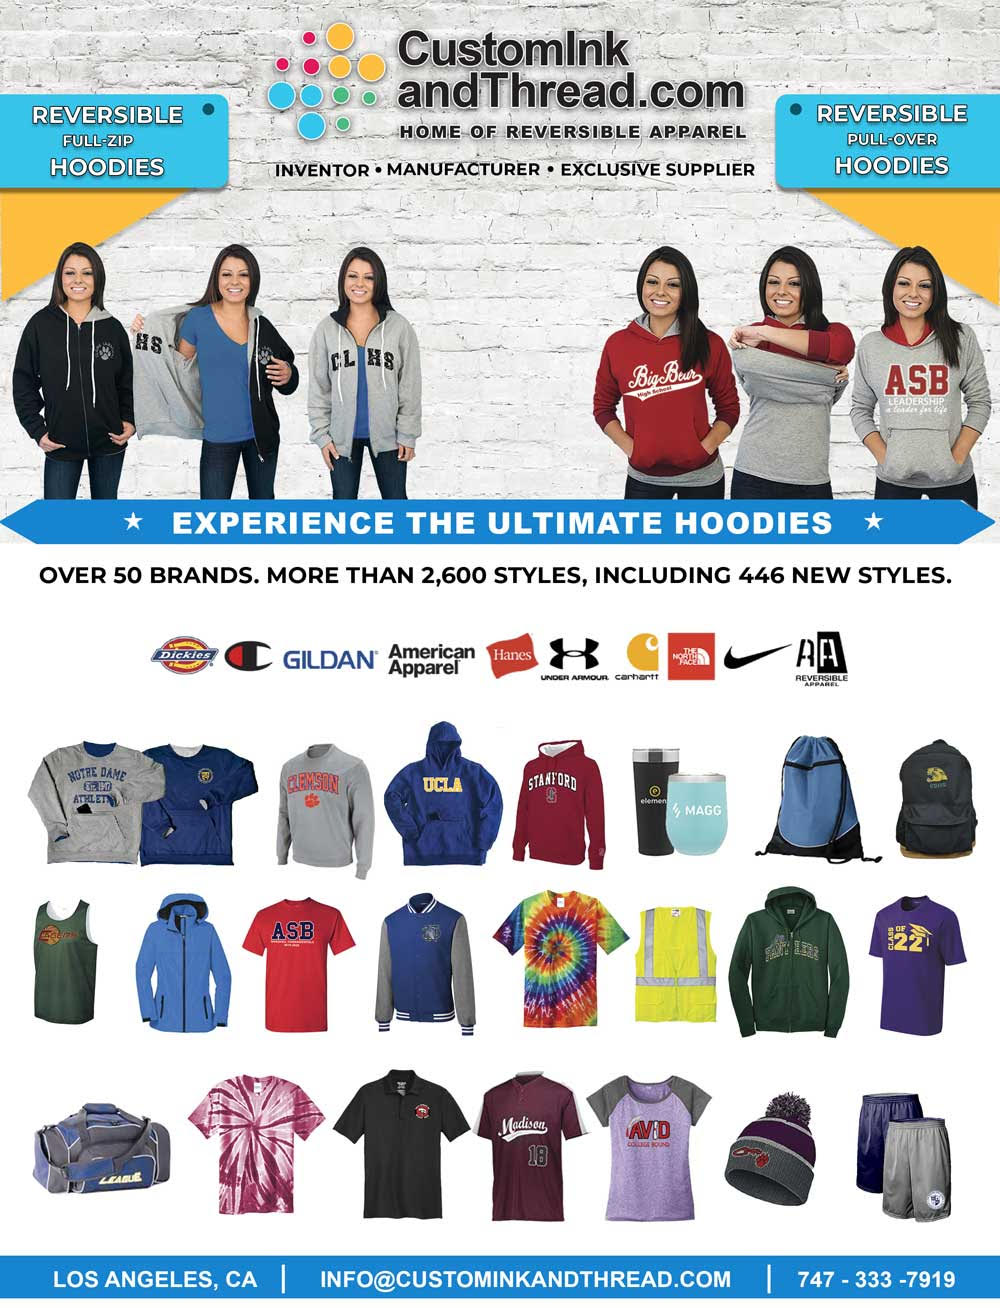 CustomInk
andThread.com
HOME OF REVERSIBLE APPAREL
INVENTOR • MANUFACTURER • EXCLUSIVE SUPPLIER
REVERSIBLE
FULL-ZIP
HOODIES
REVERSIBLE
PULL-OVER
HOODIES
HS
CLHS
Big Bear
High School
ASB
LEADERSHIP
a leader for life
★ EXPERIENCE THE ULTIMATE HOODIES ★
OVER 50 BRANDS. MORE THAN 2,600 STYLES, INCLUDING 446 NEW STYLES.
Dickies
GILDAN
American
Apparel
Hanes
UNDER ARMOUR
carhartt
THE
NORTH
FACE
RA
REVERSIBLE
APPAREL
NOTRE DAME
ATHLET
CLEMSON
UCLA
STANFORD
S
e
elemen
MAGG
ASB
PANTHERS
CLASS OF
22
LEAGUE
Madison
18
AVID
COLLEGE BOUND
LOS ANGELES, CA | INFO@CUSTOMINKANDTHREAD.COM | 747 - 333 -7919